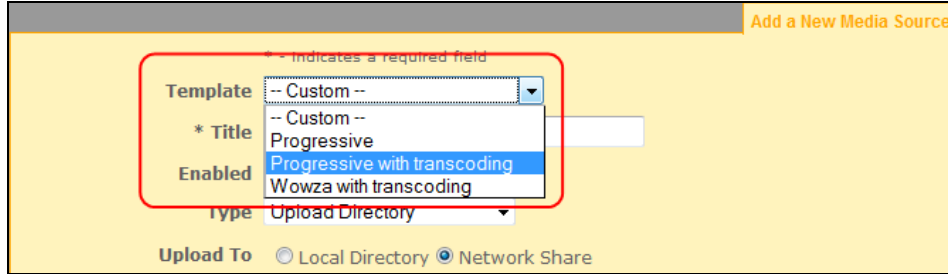 Add a New Media Source
* - indicates a required field
Template -- Custom --
-- Custom --
* Title
Progressive
Progressive with transcoding
Enabled
Wowza with transcoding
Type Upload Directory
Upload To Local Directory Network Share